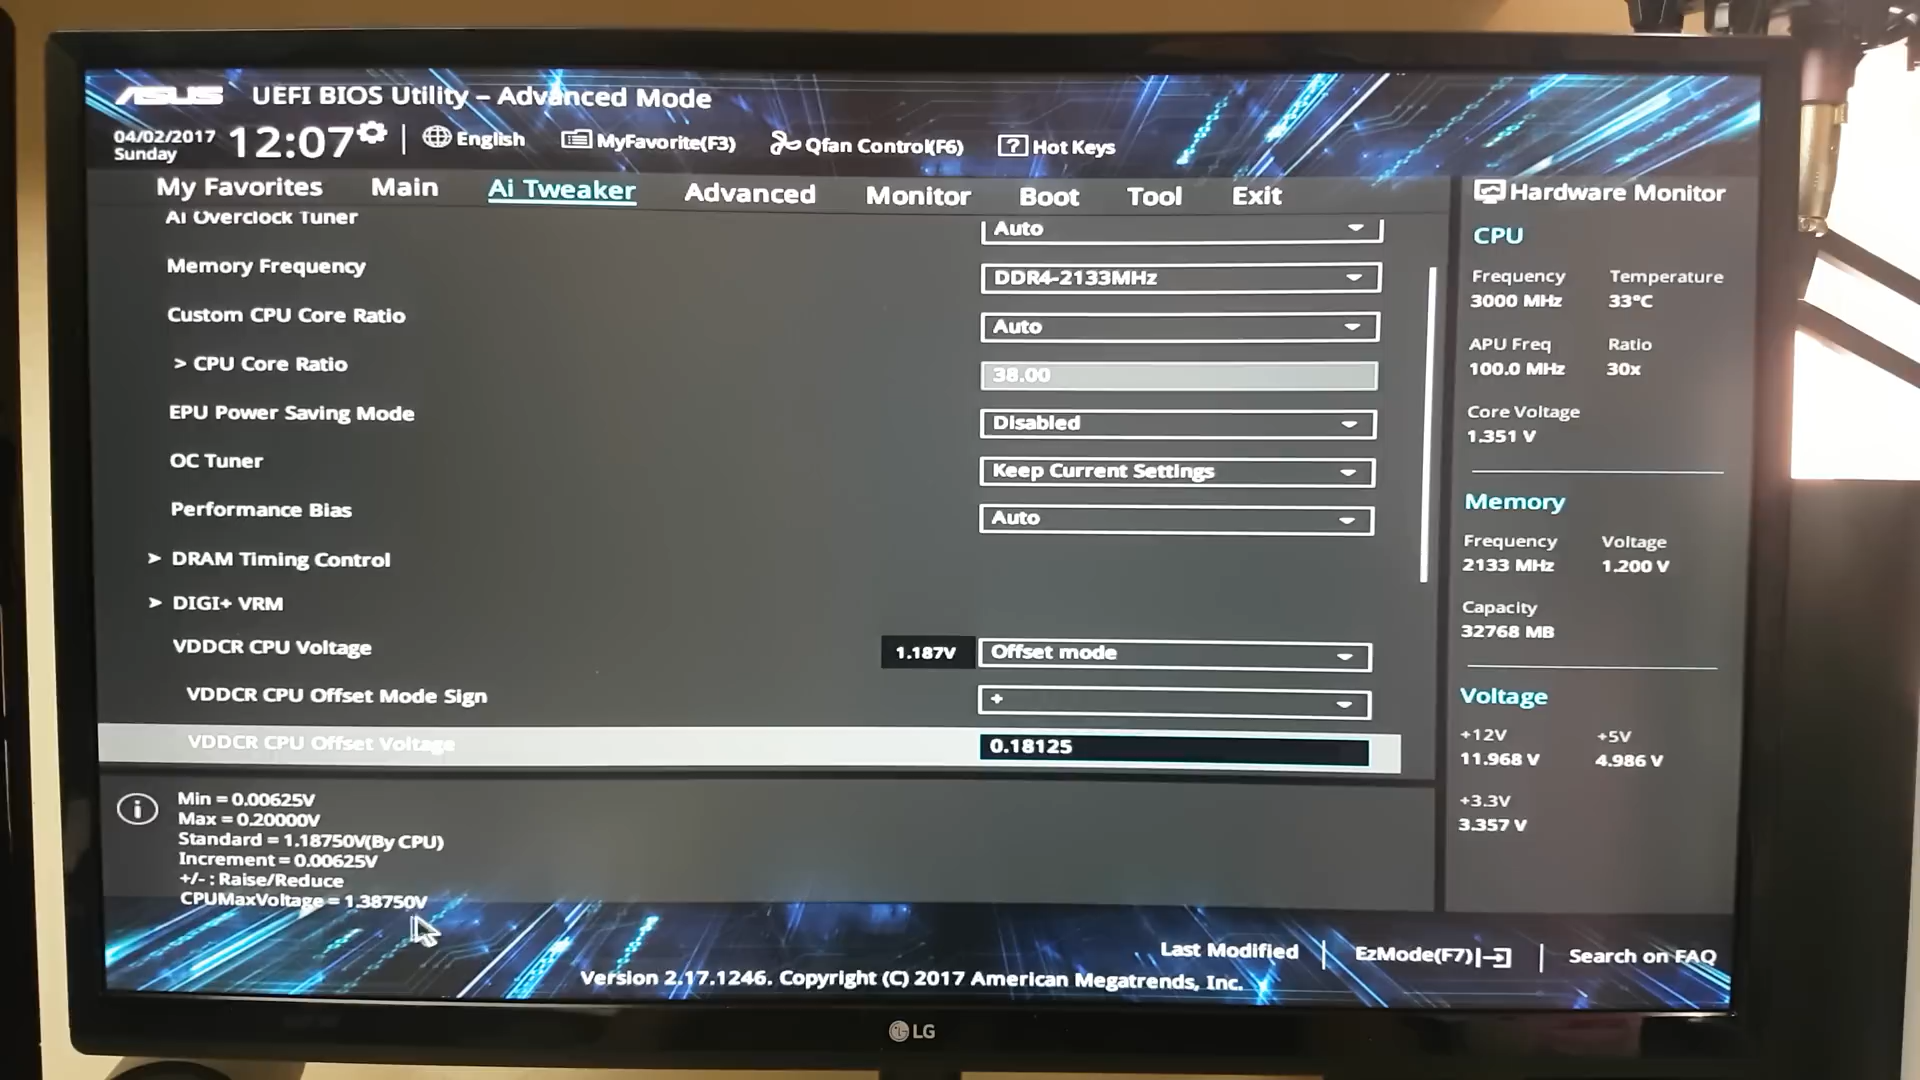 ASUS UEFI BIOS Utility – Advanced Mode
04/02/2017
Sunday
12:07
English
MyFavorite(F3)
Qfan Control(F6)
? Hot Keys
My Favorites Main Ai Tweaker Advanced Monitor Boot Tool Exit
Ai Overclock Tuner Auto
Memory Frequency DDR4-2133MHz
Custom CPU Core Ratio Auto
> CPU Core Ratio 38.00
EPU Power Saving Mode Disabled
OC Tuner Keep Current Settings
Performance Bias Auto
> DRAM Timing Control
> DIGI+ VRM
VDDCR CPU Voltage 1.187V Offset mode
VDDCR CPU Offset Mode Sign +
VDDCR CPU Offset Voltage 0.18125
Min = 0.00625V
Max = 0.20000V
Standard = 1.18750V(By CPU)
Increment = 0.00625V
+/- : Raise/Reduce
CPUMaxVoltage = 1.38750V
Hardware Monitor
CPU
Frequency Temperature
3000 MHz 33°C
APU Freq Ratio
100.0 MHz 30x
Core Voltage
1.351 V
Memory
Frequency Voltage
2133 MHz 1.200 V
Capacity
32768 MB
Voltage
+12V +5V
11.968 V 4.986 V
+3.3V
3.357 V
Last Modified | EzMode(F7) | Search on FAQ
Version 2.17.1246. Copyright (C) 2017 American Megatrends, Inc.
LG